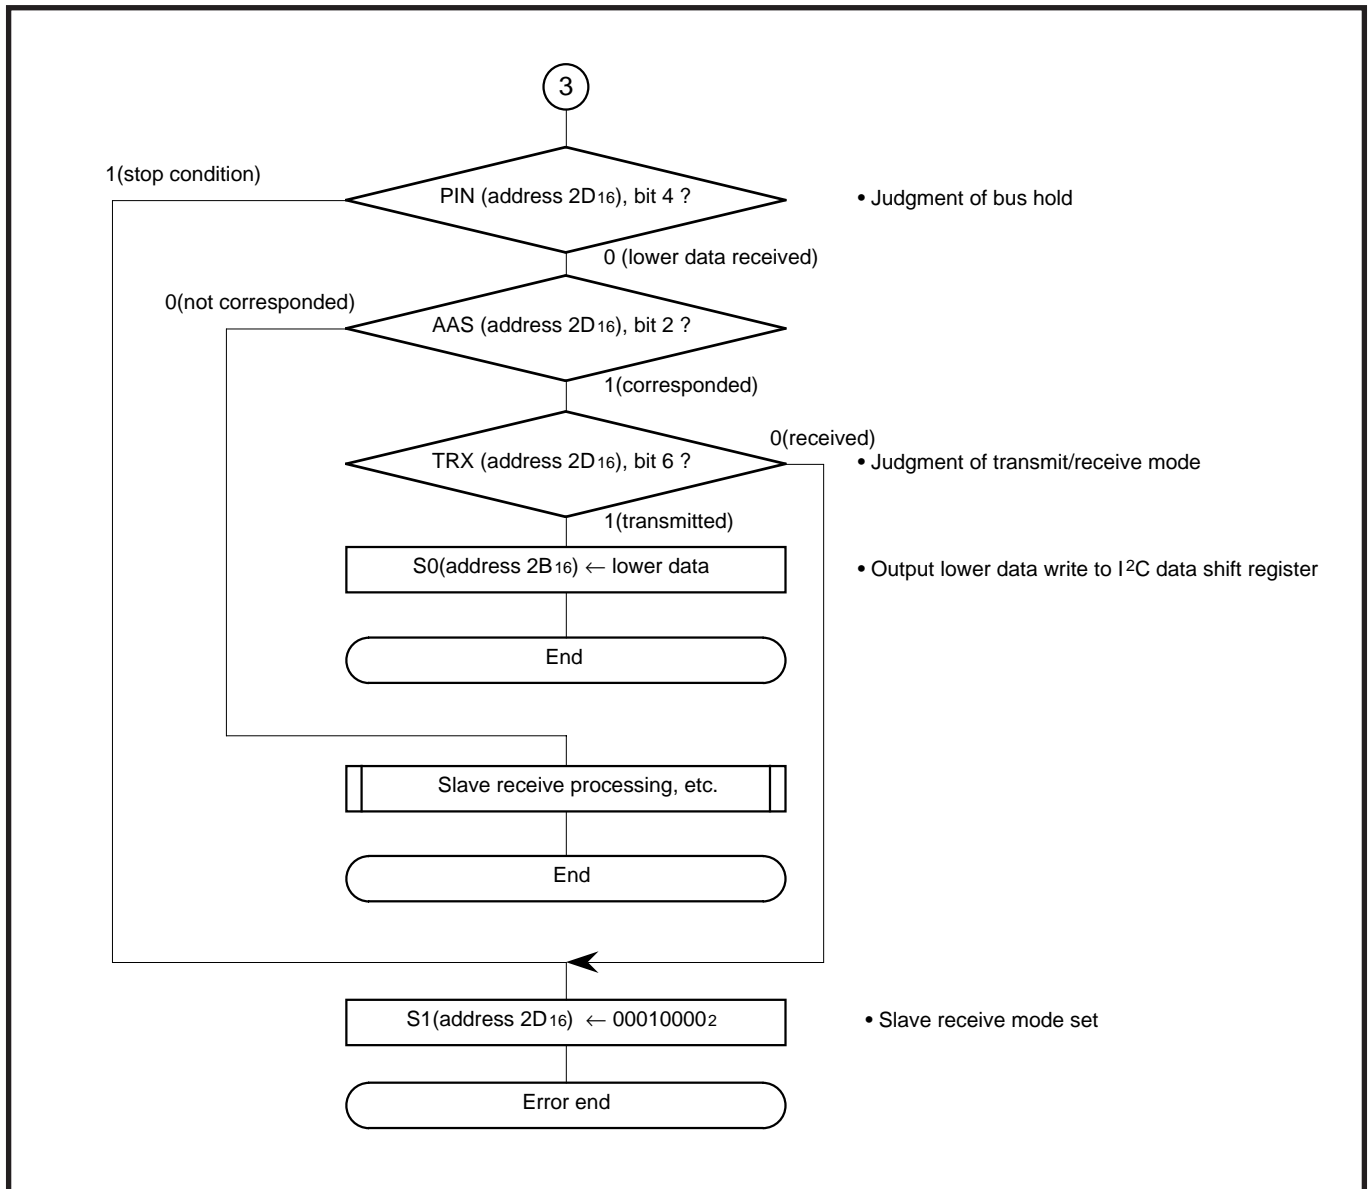 3
1(stop condition)
PIN (address 2D16), bit 4 ?
• Judgment of bus hold
0 (lower data received)
0(not corresponded)
AAS (address 2D16), bit 2 ?
1(corresponded)
0(received)
TRX (address 2D16), bit 6 ?
• Judgment of transmit/receive mode
1(transmitted)
S0(address 2B16) ← lower data
• Output lower data write to I2C data shift register
End
Slave receive processing, etc.
End
S1(address 2D16) ← 000100002
• Slave receive mode set
Error end